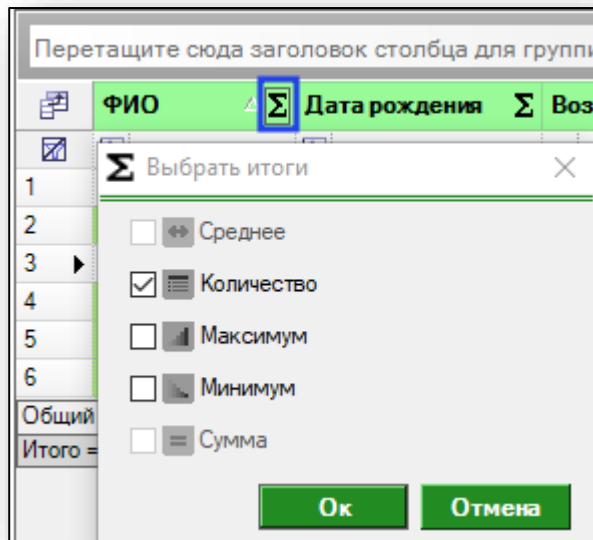 Перетащите сюда заголовок столбца для групп
ФИО Σ Дата рождения Σ Воз
Σ Выбрать итоги
1
2
3
4
5
6
Среднее
Количество
Максимум
Минимум
Сумма
Общий
Итого =
Ок Отмена